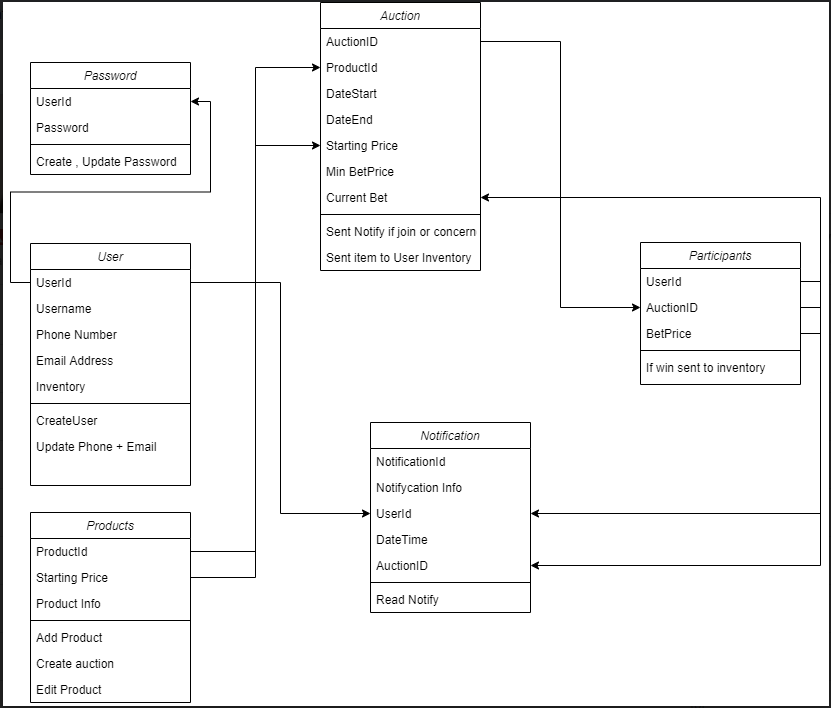 Auction
AuctionID
ProductId
DateStart
DateEnd
Starting Price
Min BetPrice
Current Bet
Sent Notify if join or concern
Sent item to User Inventory
Password
UserId
Password
Create , Update Password
User
UserId
Username
Phone Number
Email Address
Inventory
CreateUser
Update Phone + Email
Participants
UserId
AuctionID
BetPrice
If win sent to inventory
Notification
NotificationId
Notifycation Info
UserId
DateTime
AuctionID
Read Notify
Products
ProductId
Starting Price
Product Info
Add Product
Create auction
Edit Product